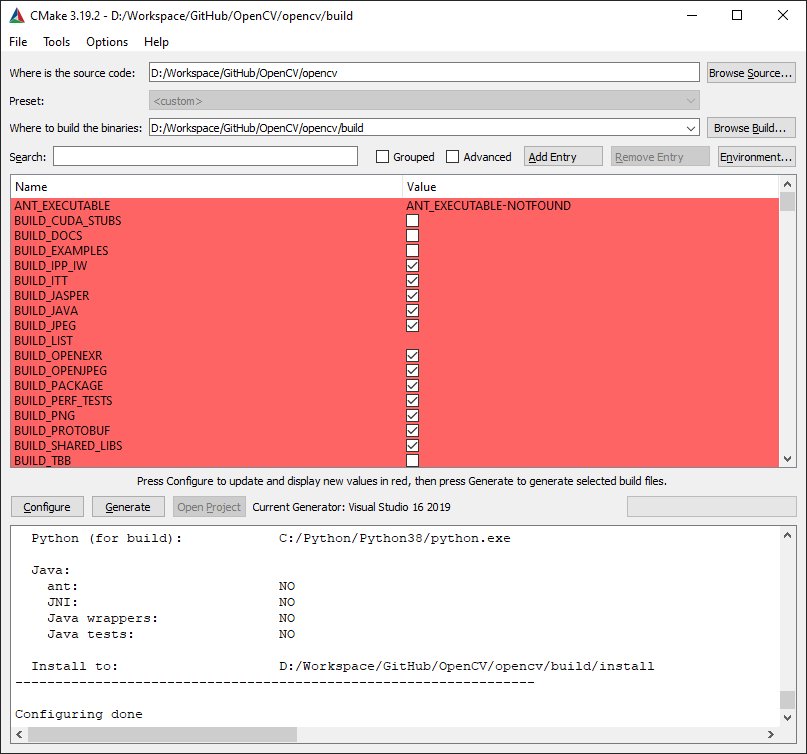 CMake 3.19.2 - D:/Workspace/GitHub/OpenCV/opencv/build
File Tools Options Help
Where is the source code: D:/Workspace/GitHub/OpenCV/opencv Browse Source...
Preset: <custom>
Where to build the binaries: D:/Workspace/GitHub/OpenCV/opencv/build Browse Build...
Search: Grouped Advanced Add Entry Remove Entry Environment...
Name Value
ANT_EXECUTABLE ANT_EXECUTABLE-NOTFOUND
BUILD_CUDA_STUBS
BUILD_DOCS
BUILD_EXAMPLES
BUILD_IPP_IW
BUILD_ITT
BUILD_JASPER
BUILD_JAVA
BUILD_JPEG
BUILD_LIST
BUILD_OPENEXR
BUILD_OPENJPEG
BUILD_PACKAGE
BUILD_PERF_TESTS
BUILD_PNG
BUILD_PROTOBUF
BUILD_SHARED_LIBS
BUILD_TBB
Press Configure to update and display new values in red, then press Generate to generate selected build files.
Configure Generate Open Project Current Generator: Visual Studio 16 2019
Python (for build): C:/Python/Python38/python.exe
Java:
ant: NO
JNI: NO
Java wrappers: NO
Java tests: NO
Install to: D:/Workspace/GitHub/OpenCV/opencv/build/install
-----------------------------------------------------------------
Configuring done